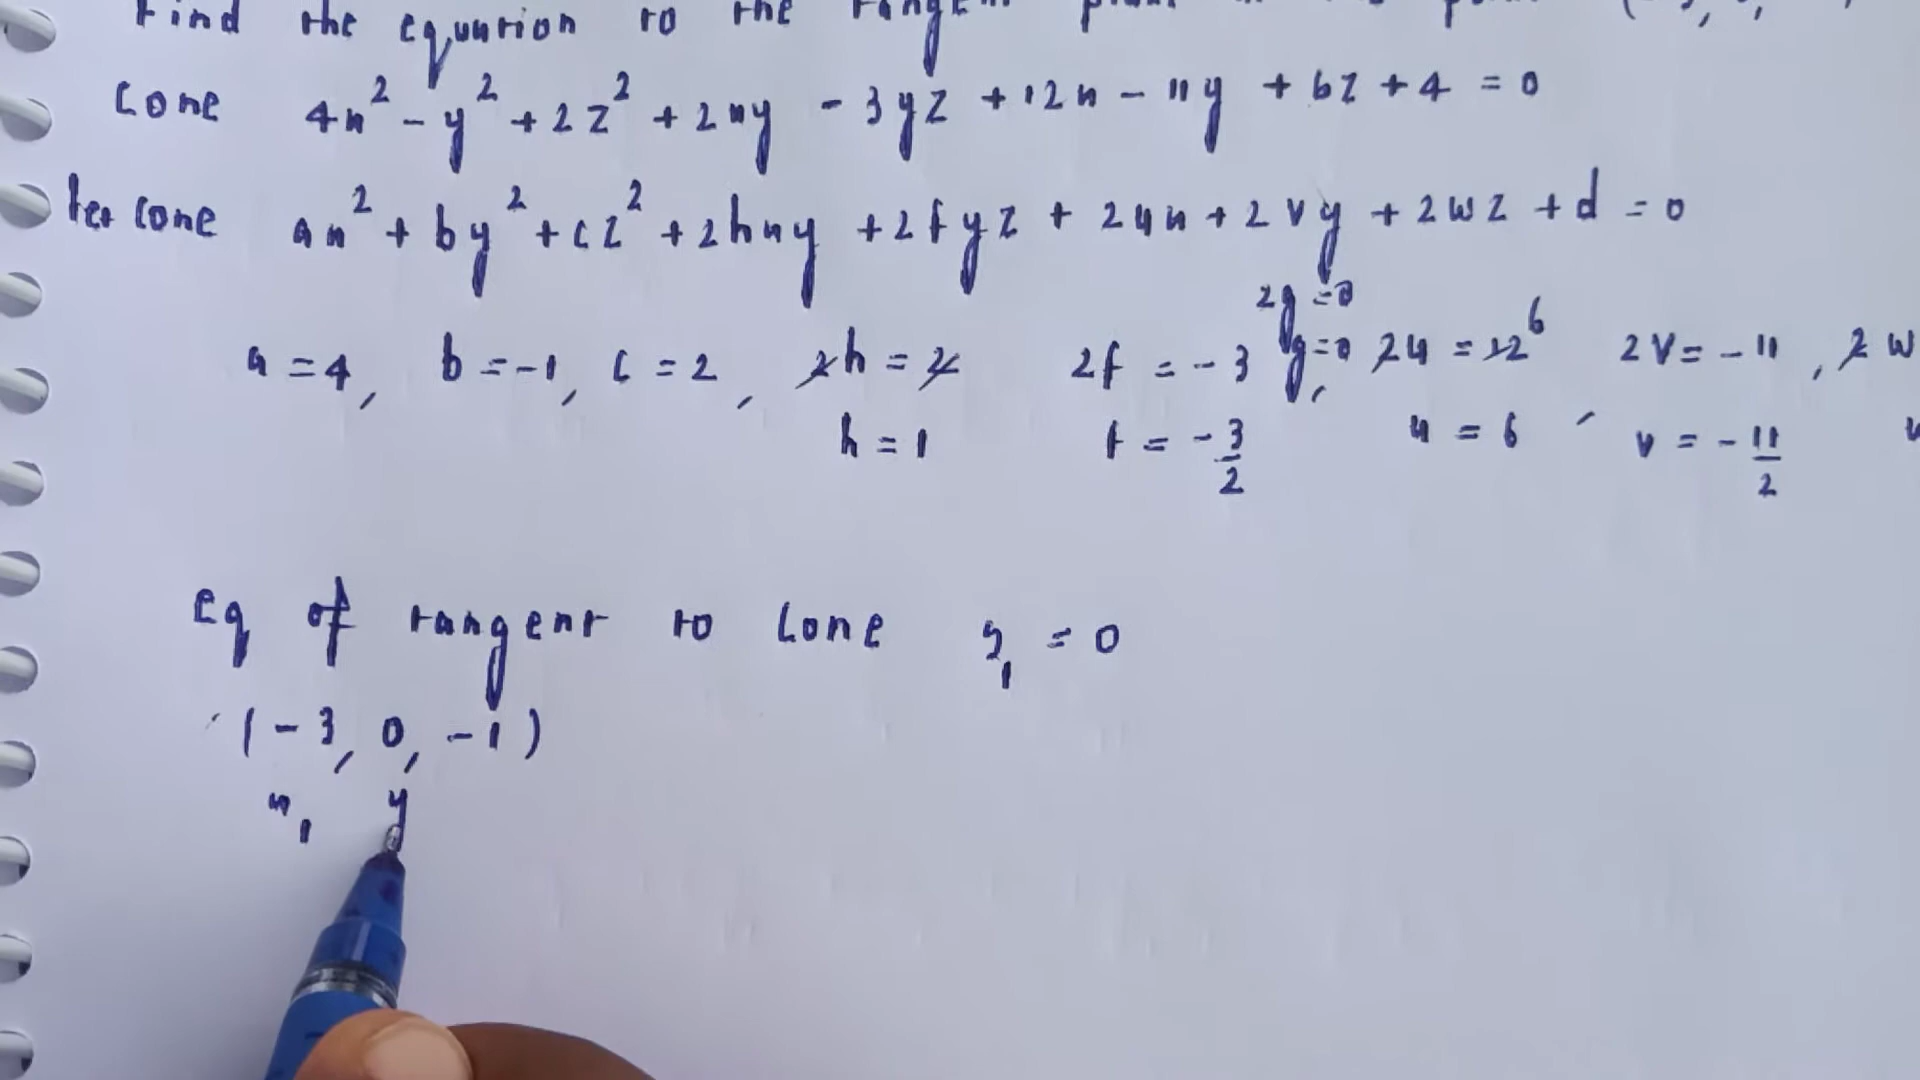 Find the equation to the tangent
cone 4x² - y² + 2z² + 2xy - 3yz + 12x - 11y + 6z + 4 = 0
let cone ax² + by² + cz² + 2hxy + 2fyz + 2ux + 2vy + 2wz + d = 0
2g = 0
a = 4, b = -1, c = 2, 2h = 2 2f = -3 g = 0, 2u = 12 6 2v = -11, 2w
h = 1 f = -3/2 u = 6, v = -11/2
eq of tangent to cone s₁ = 0
(-3, 0, -1)
x₁ y